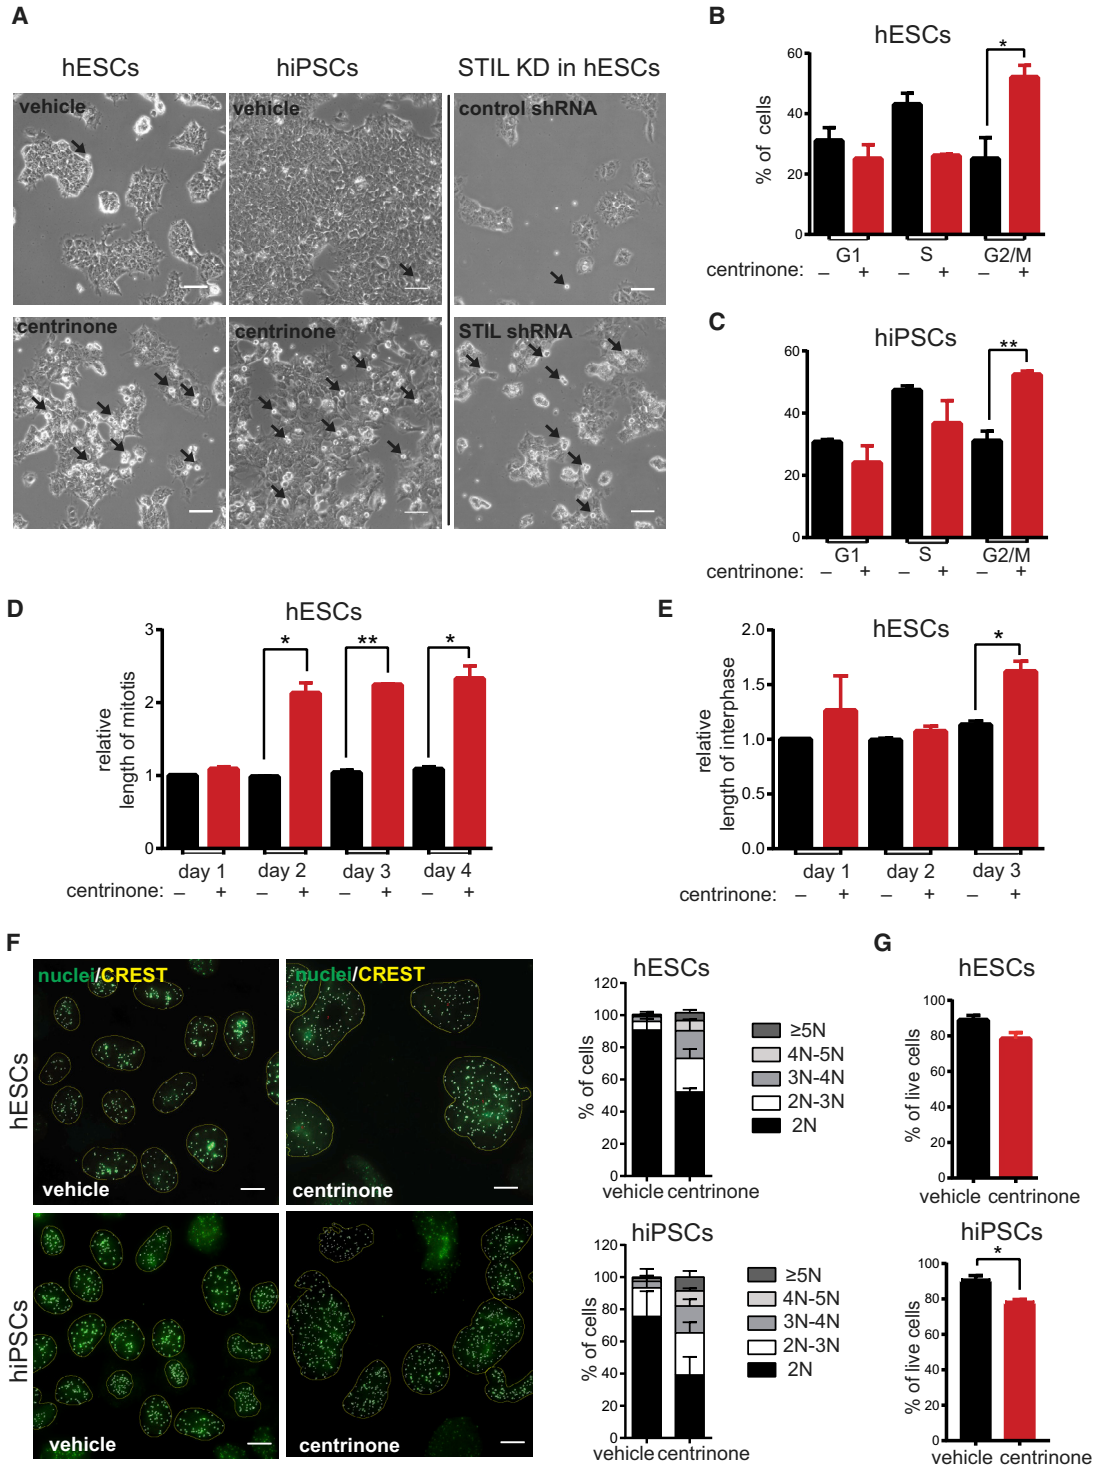 A
hESCs
hiPSCs
STIL KD in hESCs
vehicle
vehicle
control shRNA
centrinone
centrinone
STIL shRNA
B
hESCs
60
40
20
0
% of cells
*
G1 S G2/M
centrinone: – + – + – +
C
hiPSCs
60
40
20
0
**
G1 S G2/M
centrinone: – + – + – +
D
hESCs
3
2
1
0
relative
length of mitotis
* ** *
day 1 day 2 day 3 day 4
centrinone: – + – + – + – +
E
hESCs
2.0
1.5
1.0
0.5
0.0
relative
length of interphase
*
day 1 day 2 day 3
centrinone: – + – + – +
F
hESCs
nuclei/CREST
vehicle
nuclei/CREST
centrinone
hiPSCs
vehicle
centrinone
hESCs
120
100
80
60
40
20
0
% of cells
vehicle centrinone
≥5N
4N-5N
3N-4N
2N-3N
2N
hiPSCs
120
100
80
60
40
20
0
% of cells
vehicle centrinone
≥5N
4N-5N
3N-4N
2N-3N
2N
G
hESCs
100
80
60
40
20
0
% of live cells
vehicle centrinone
hiPSCs
100
80
60
40
20
0
% of live cells
*
vehicle centrinone